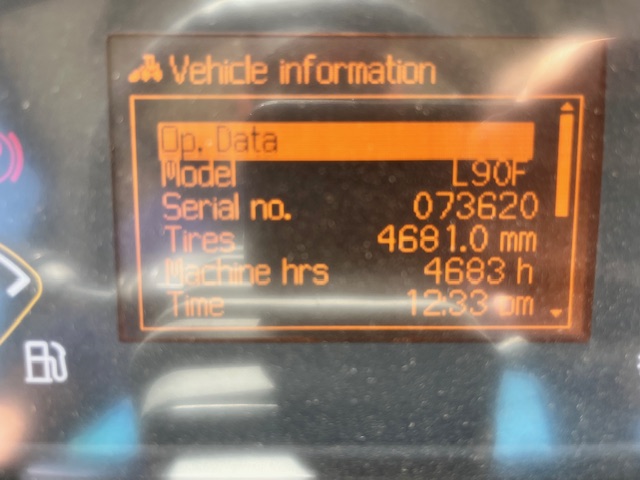 Vehicle information
Op. Data
Model L90F
Serial no. 073620
Tires 4681.0 mm
Machine hrs 4683 h
Time 12:33 pm